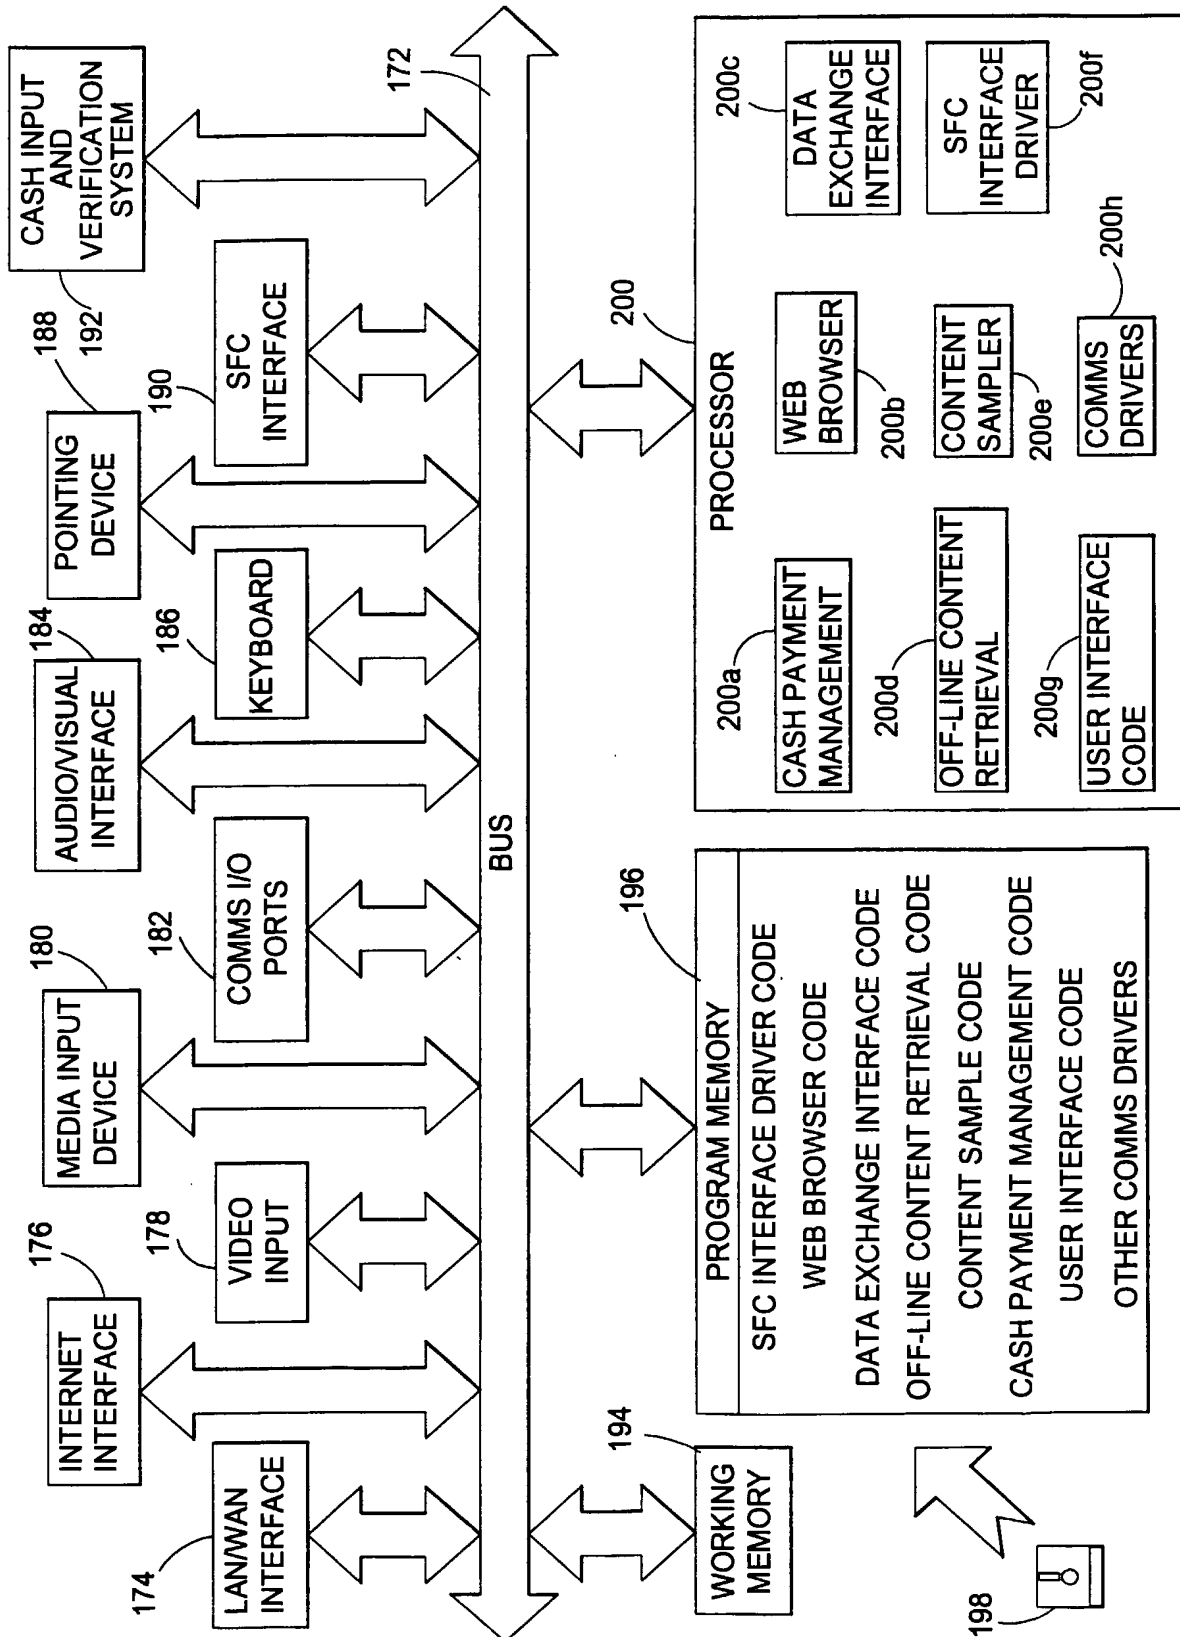 174
LAN/WAN
INTERFACE
176
INTERNET
INTERFACE
178
VIDEO
INPUT
180
MEDIA INPUT
DEVICE
182
COMMS I/O
PORTS
184
AUDIO/VISUAL
INTERFACE
186
KEYBOARD
188
POINTING
DEVICE
190
SFC
INTERFACE
192
CASH INPUT
AND
VERIFICATION
SYSTEM
BUS
172
194
WORKING
MEMORY
198
196
PROGRAM MEMORY
SFC INTERFACE DRIVER CODE
WEB BROWSER CODE
DATA EXCHANGE INTERFACE CODE
OFF-LINE CONTENT RETRIEVAL CODE
CONTENT SAMPLE CODE
CASH PAYMENT MANAGEMENT CODE
USER INTERFACE CODE
OTHER COMMS DRIVERS
200
PROCESSOR
200a
CASH PAYMENT
MANAGEMENT
WEB
BROWSER
200b
200c
DATA
EXCHANGE
INTERFACE
200d
OFF-LINE CONTENT
RETRIEVAL
CONTENT
SAMPLER
200e
SFC
INTERFACE
DRIVER
200f
200g
USER INTERFACE
CODE
COMMS
DRIVERS
200h